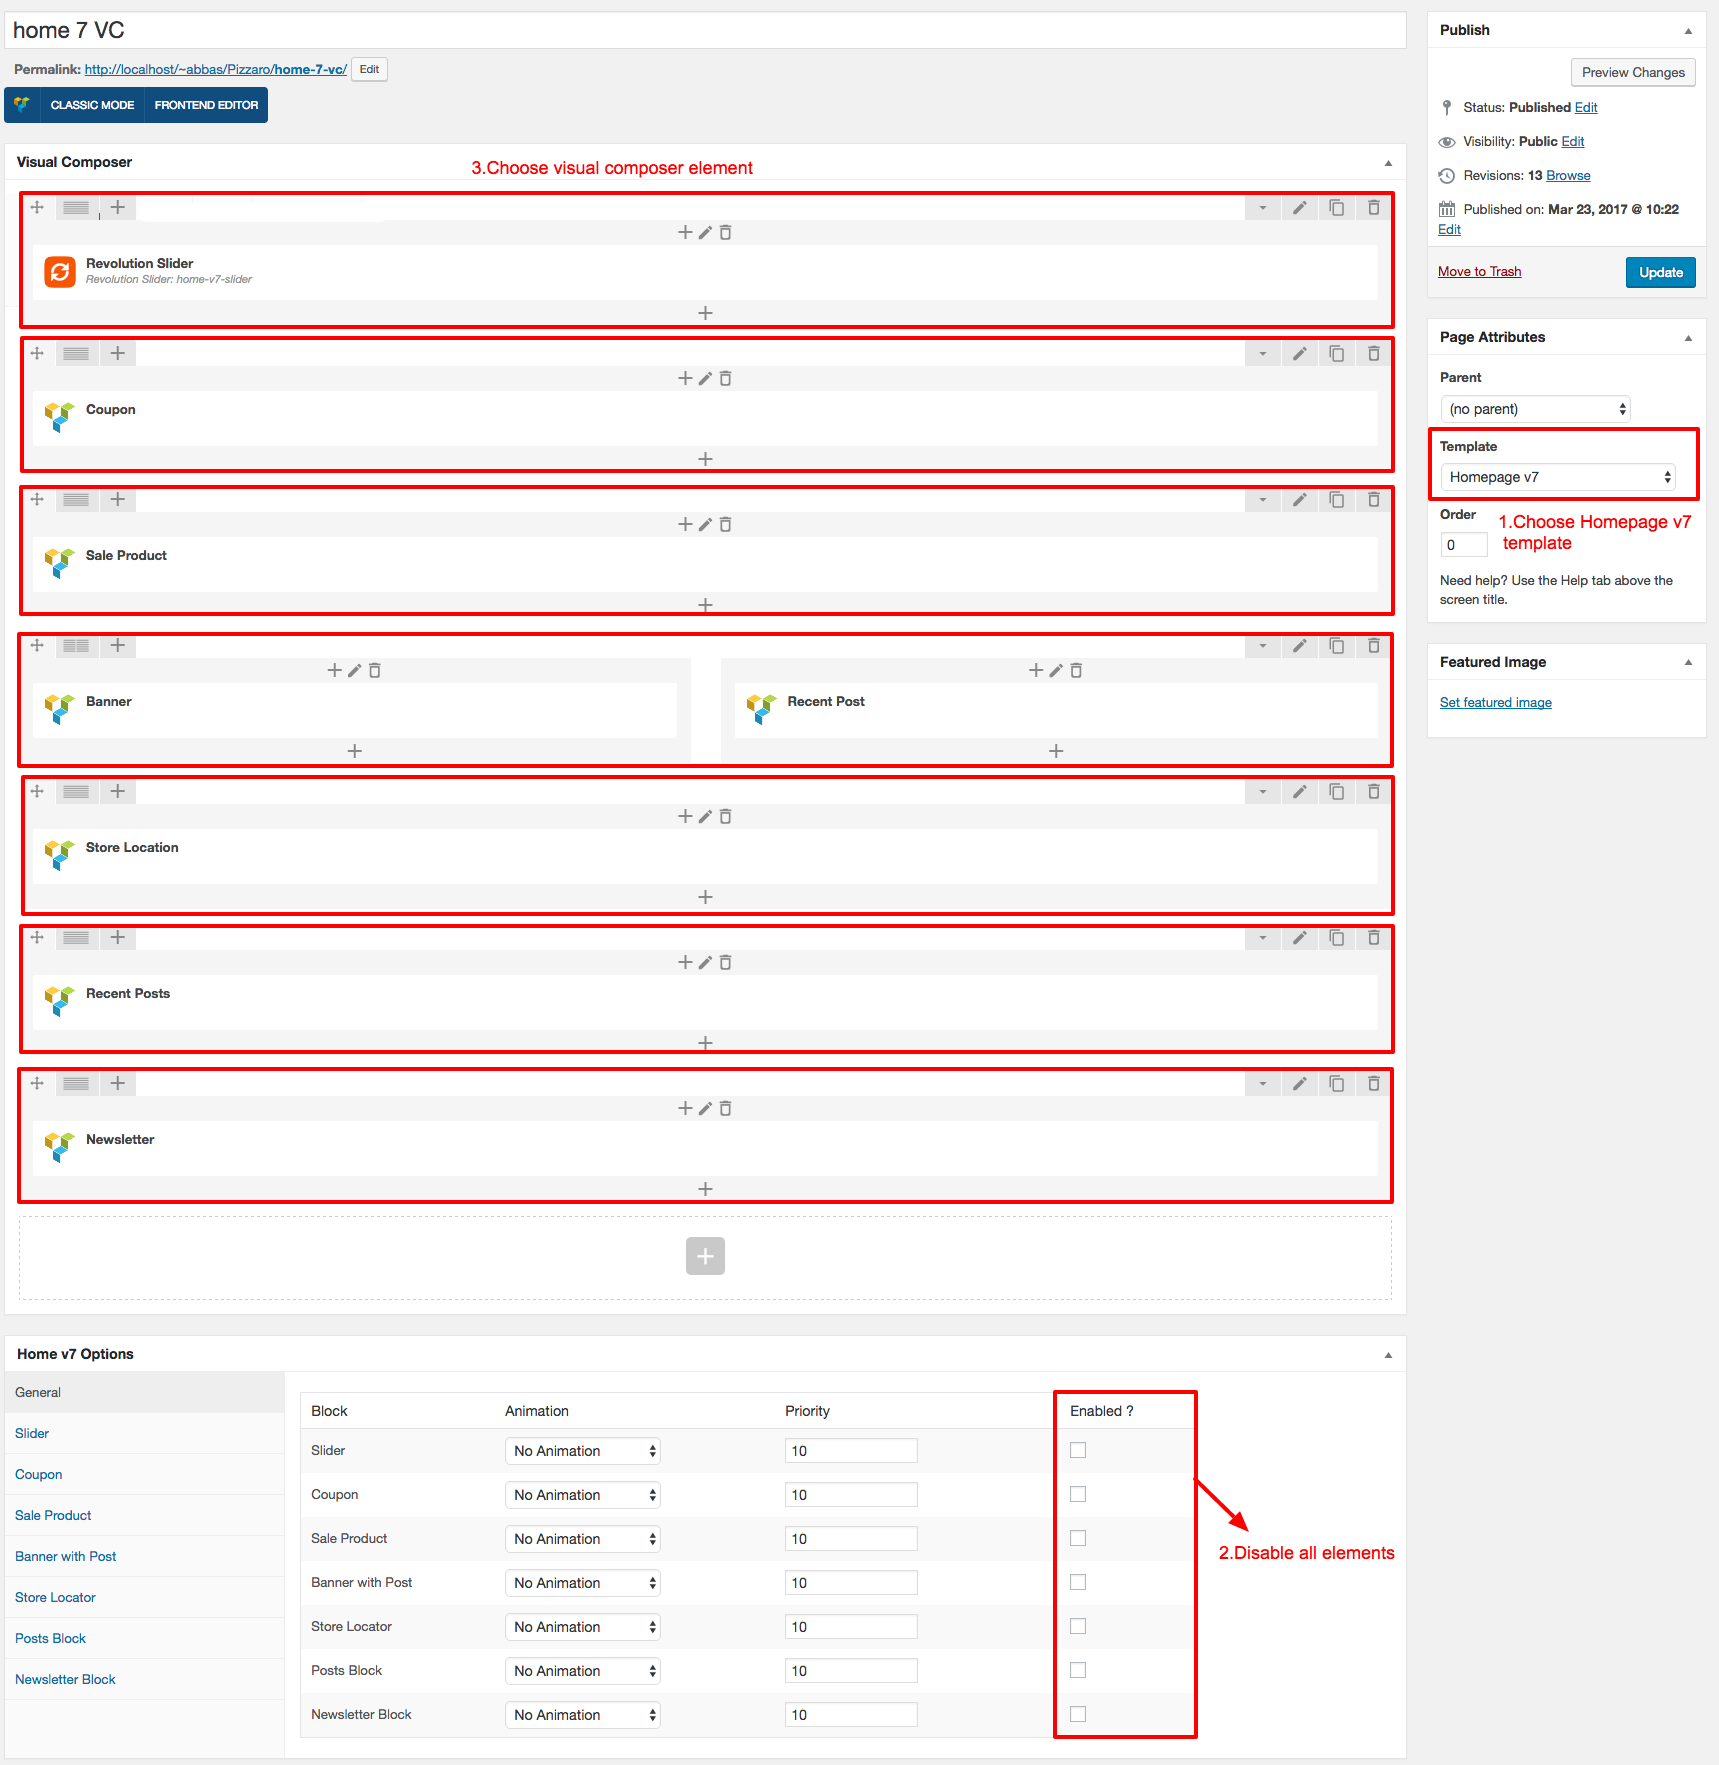 home 7 VC
Permalink: http://localhost/~abbas/Pizzaro/home-7-vc/ Edit
CLASSIC MODE FRONTEND EDITOR
Visual Composer
3.Choose visual composer element
Revolution Slider
Revolution Slider: home-v7-slider
Coupon
Sale Product
Banner
Recent Post
Store Location
Recent Posts
Newsletter
Home v7 Options
General
Slider
Coupon
Sale Product
Banner with Post
Store Locator
Posts Block
Newsletter Block
Block Animation Priority Enabled ?
Slider No Animation 10
Coupon No Animation 10
Sale Product No Animation 10
Banner with Post No Animation 10
Store Locator No Animation 10
Posts Block No Animation 10
Newsletter Block No Animation 10
2.Disable all elements
Publish
Preview Changes
Status: Published Edit
Visibility: Public Edit
Revisions: 13 Browse
Published on: Mar 23, 2017 @ 10:22
Edit
Move to Trash Update
Page Attributes
Parent
(no parent)
Template
Homepage v7
Order
0
1.Choose Homepage v7
template
Need help? Use the Help tab above the
screen title.
Featured Image
Set featured image